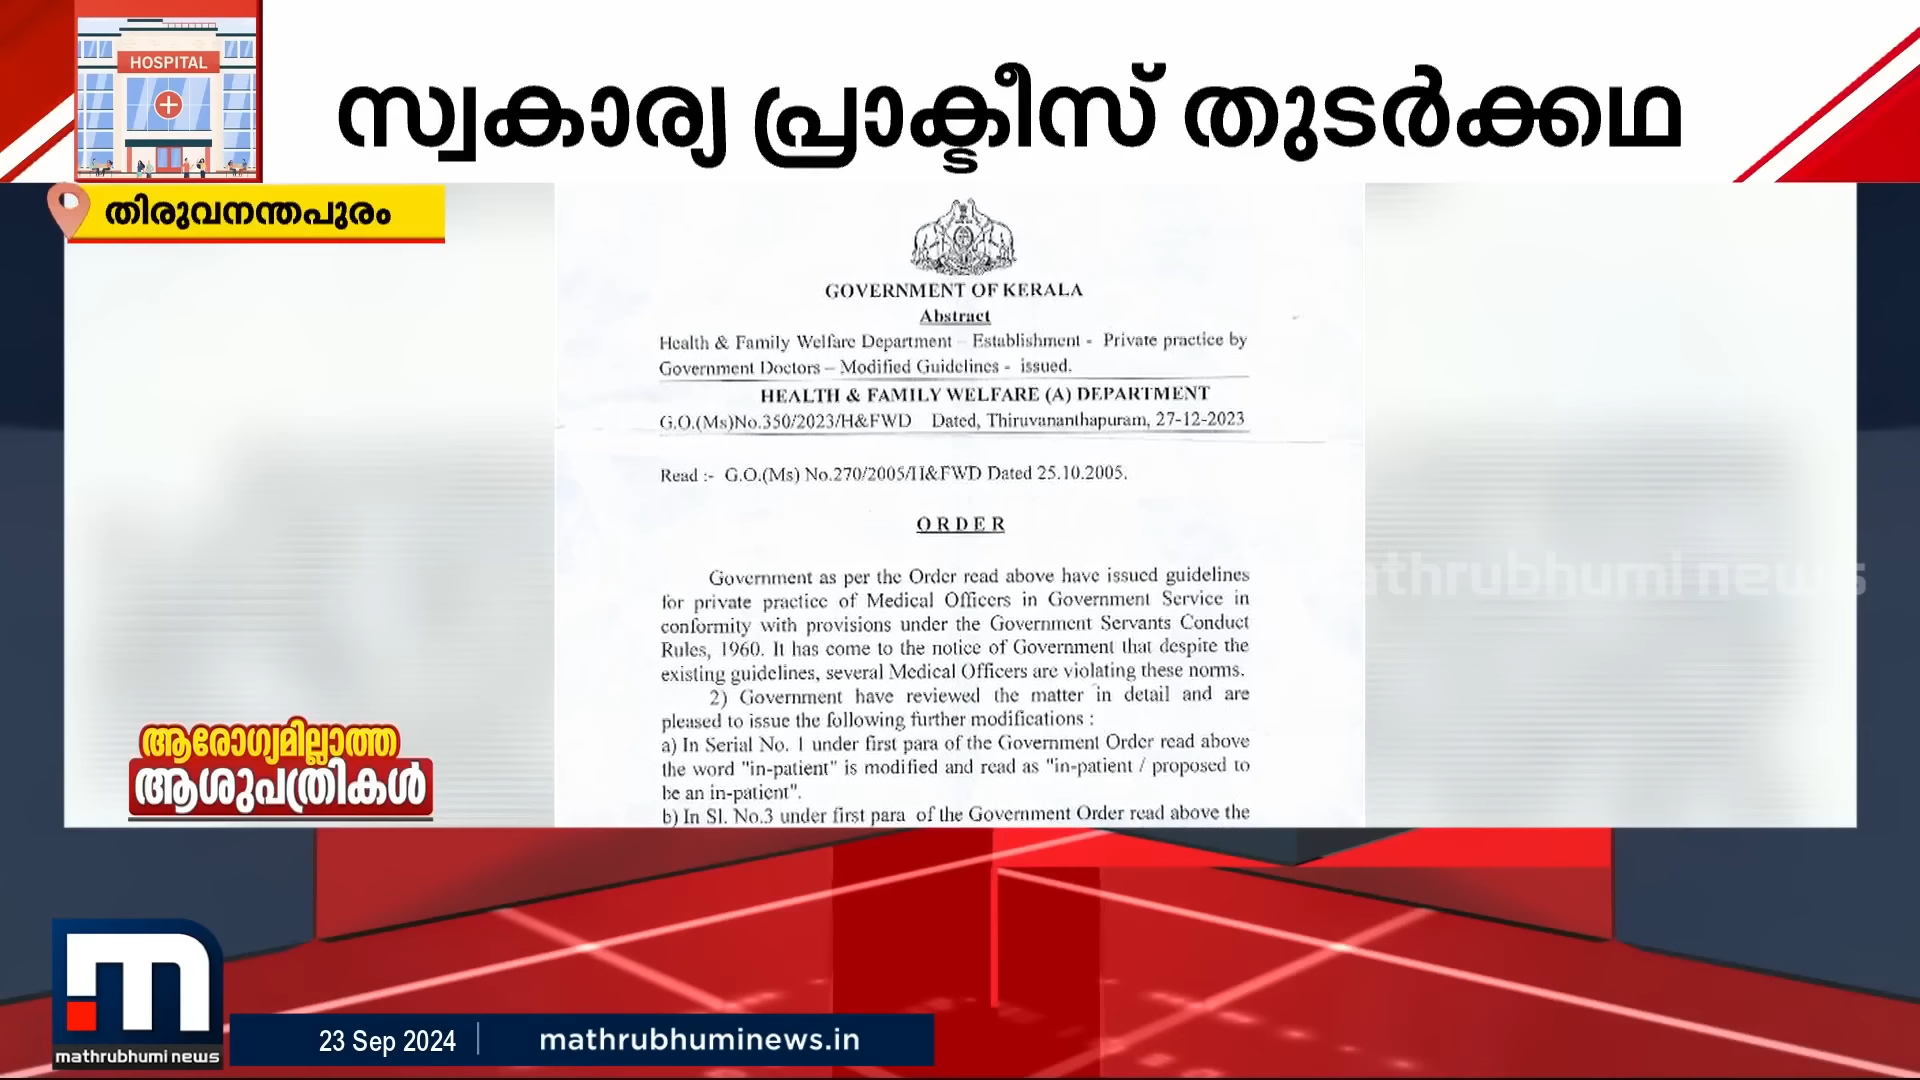 HOSPITAL
സ്വകാര്യ പ്രാക്ടീസ് തുടർക്കഥ
തിരുവനന്തപുരം
GOVERNMENT OF KERALA
Abstract
Health & Family Welfare Department - Establishment - Private practice by
Government Doctors – Modified Guidelines - issued.
HEALTH & FAMILY WELFARE (A) DEPARTMENT
G.O.(Ms)No.350/2023/H&FWD Dated, Thiruvananthapuram, 27-12-2023
Read :- G.O.(Ms) No.270/2005/H&FWD Dated 25.10.2005.
ORDER
Government as per the Order read above have issued guidelines
for private practice of Medical Officers in Government Service in
conformity with provisions under the Government Servants Conduct
Rules, 1960. It has come to the notice of Government that despite the
existing guidelines, several Medical Officers are violating these norms.
2) Government have reviewed the matter in detail and are
pleased to issue the following further modifications :
a) In Serial No. 1 under first para of the Government Order read above
the word "in-patient" is modified and read as "in-patient / proposed to
be an in-patient".
b) In Sl. No.3 under first para of the Government Order read above the
mathrubhumi news
ആരോഗ്യമില്ലാത്ത
ആശുപത്രികൾ
mathrubhumi news
23 Sep 2024
mathrubhuminews.in